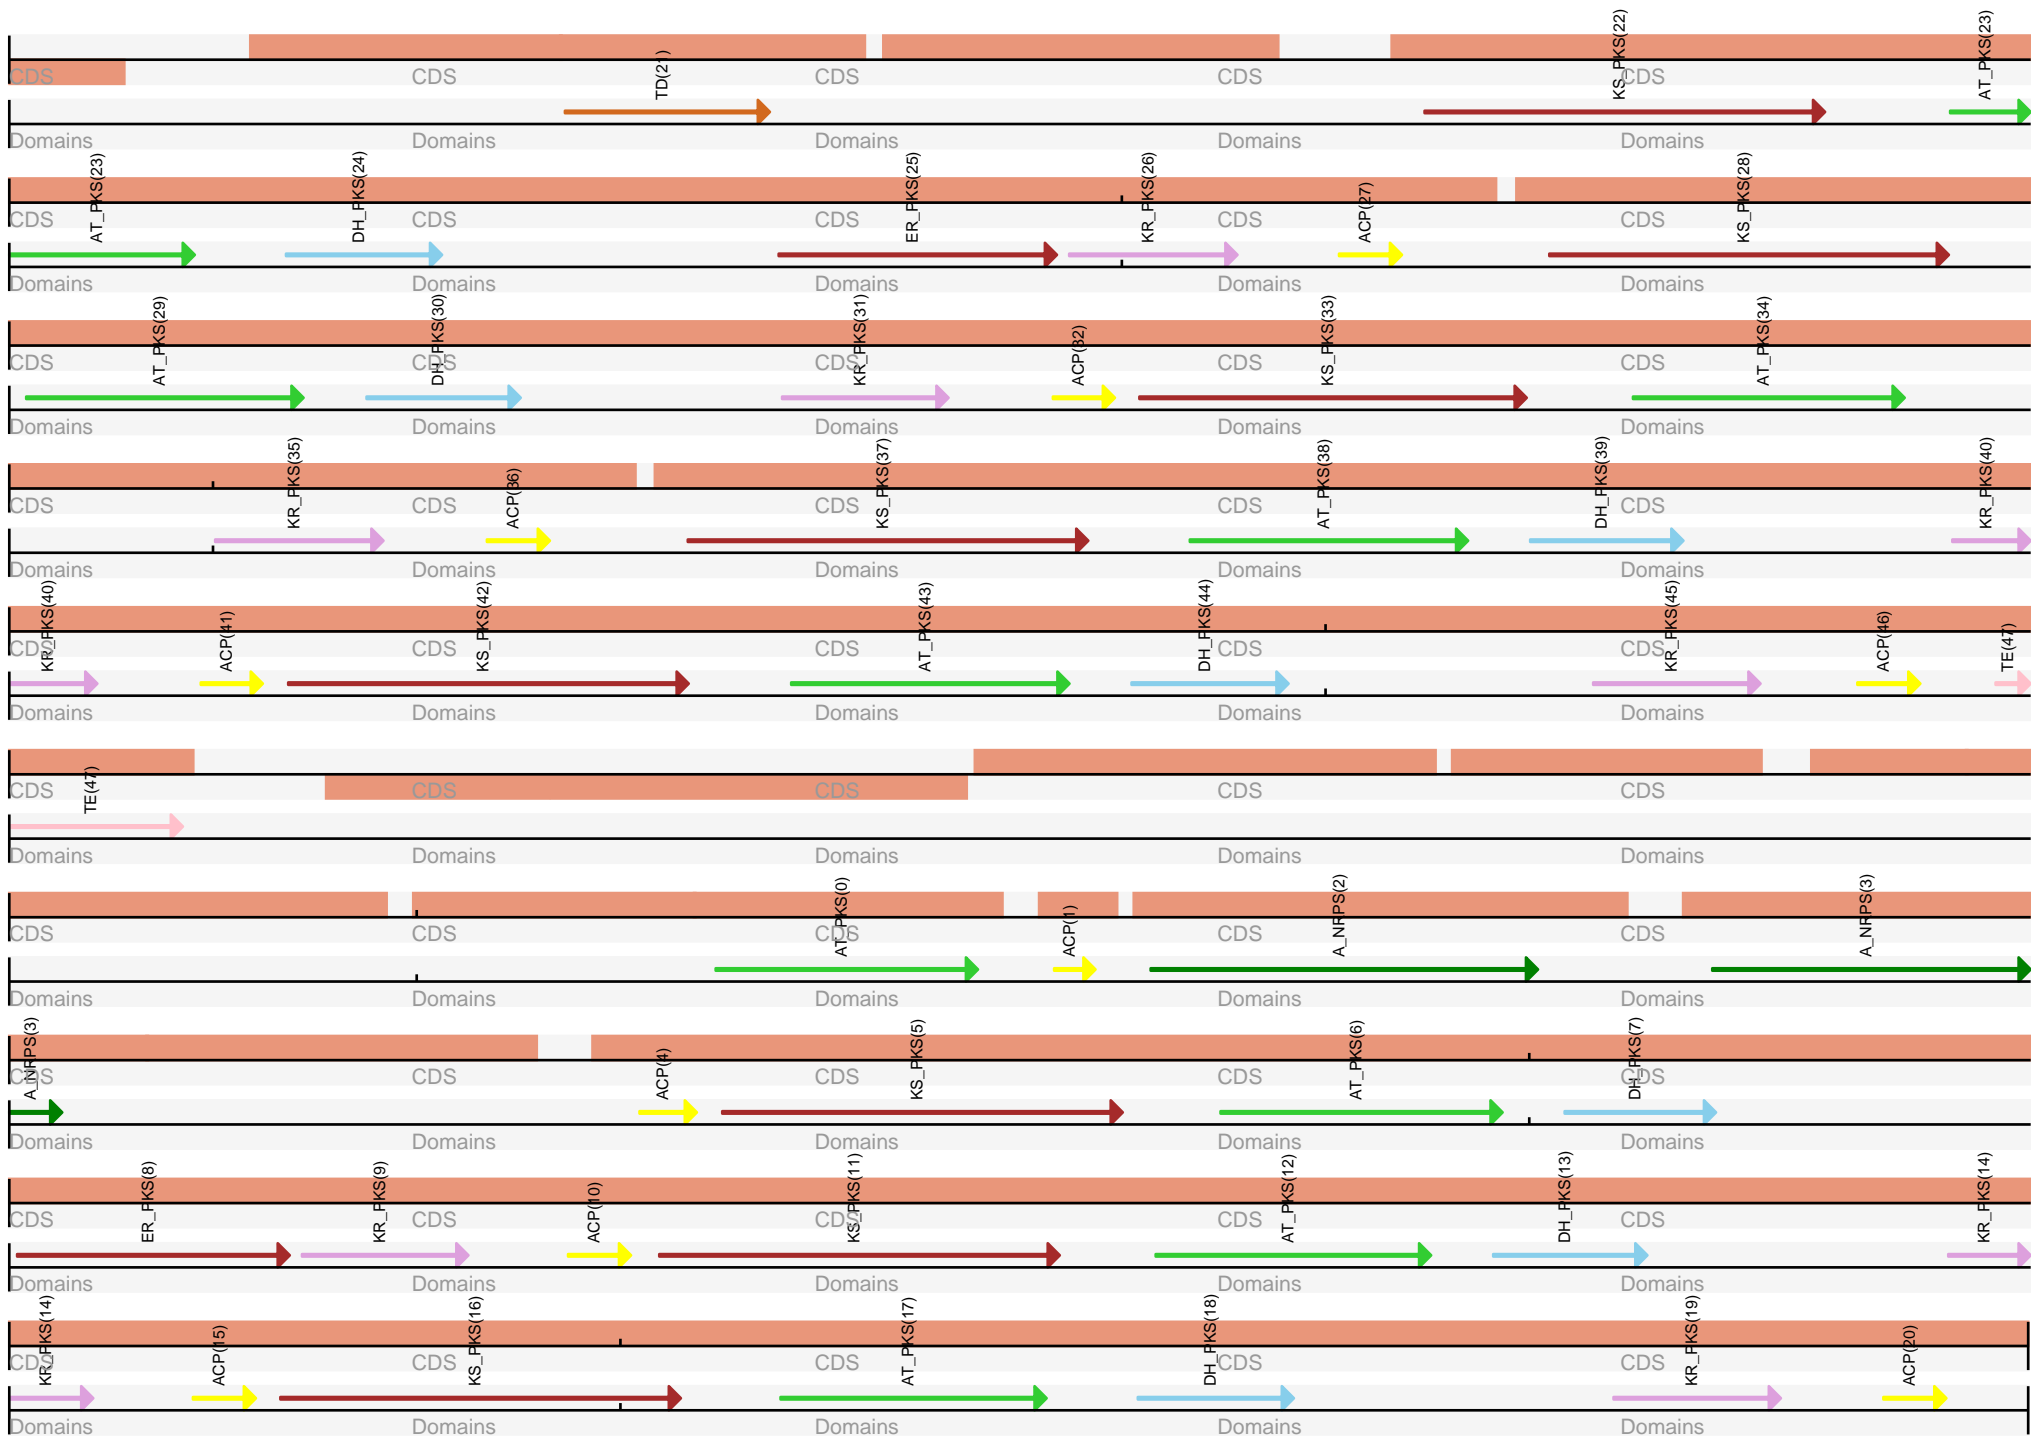 KS_PKS(22) AT_PKS(23)
TD(21)
CDS CDS CDS CDS CDS
Domains Domains Domains Domains Domains
AT_PKS(23) DH_PKS(24) ER_PKS(25) KR_PKS(26) ACP(27) KS_PKS(28)
CDS CDS CDS CDS CDS
Domains Domains Domains Domains Domains
AT_PKS(29) DH_PKS(30) KR_PKS(31) ACP(32) KS_PKS(33) AT_PKS(34)
CDS CDS CDS CDS CDS
Domains Domains Domains Domains Domains
KR_PKS(35) ACP(36) KS_PKS(37) AT_PKS(38) DH_PKS(39) KR_PKS(40)
CDS CDS CDS CDS CDS
Domains Domains Domains Domains Domains
KR_PKS(40) ACP(41) KS_PKS(42) AT_PKS(43) DH_PKS(44) KR_PKS(45) ACP(46) TE(47)
CDS CDS CDS CDS CDS
Domains Domains Domains Domains Domains
TE(47)
CDS CDS CDS CDS CDS
Domains Domains Domains Domains Domains
AT_PKS(0) ACP(1) A_NRPS(2) A_NRPS(3)
CDS CDS CDS CDS CDS
Domains Domains Domains Domains Domains
A_NRPS(3) ACP(4) KS_PKS(5) AT_PKS(6) DH_PKS(7)
CDS CDS CDS CDS CDS
Domains Domains Domains Domains Domains
ER_PKS(8) KR_PKS(9) ACP(10) KS_PKS(11) AT_PKS(12) DH_PKS(13) KR_PKS(14)
CDS CDS CDS CDS CDS
Domains Domains Domains Domains Domains
KR_PKS(14) ACP(15) KS_PKS(16) AT_PKS(17) DH_PKS(18) KR_PKS(19) ACP(20)
CDS CDS CDS CDS CDS
Domains Domains Domains Domains Domains